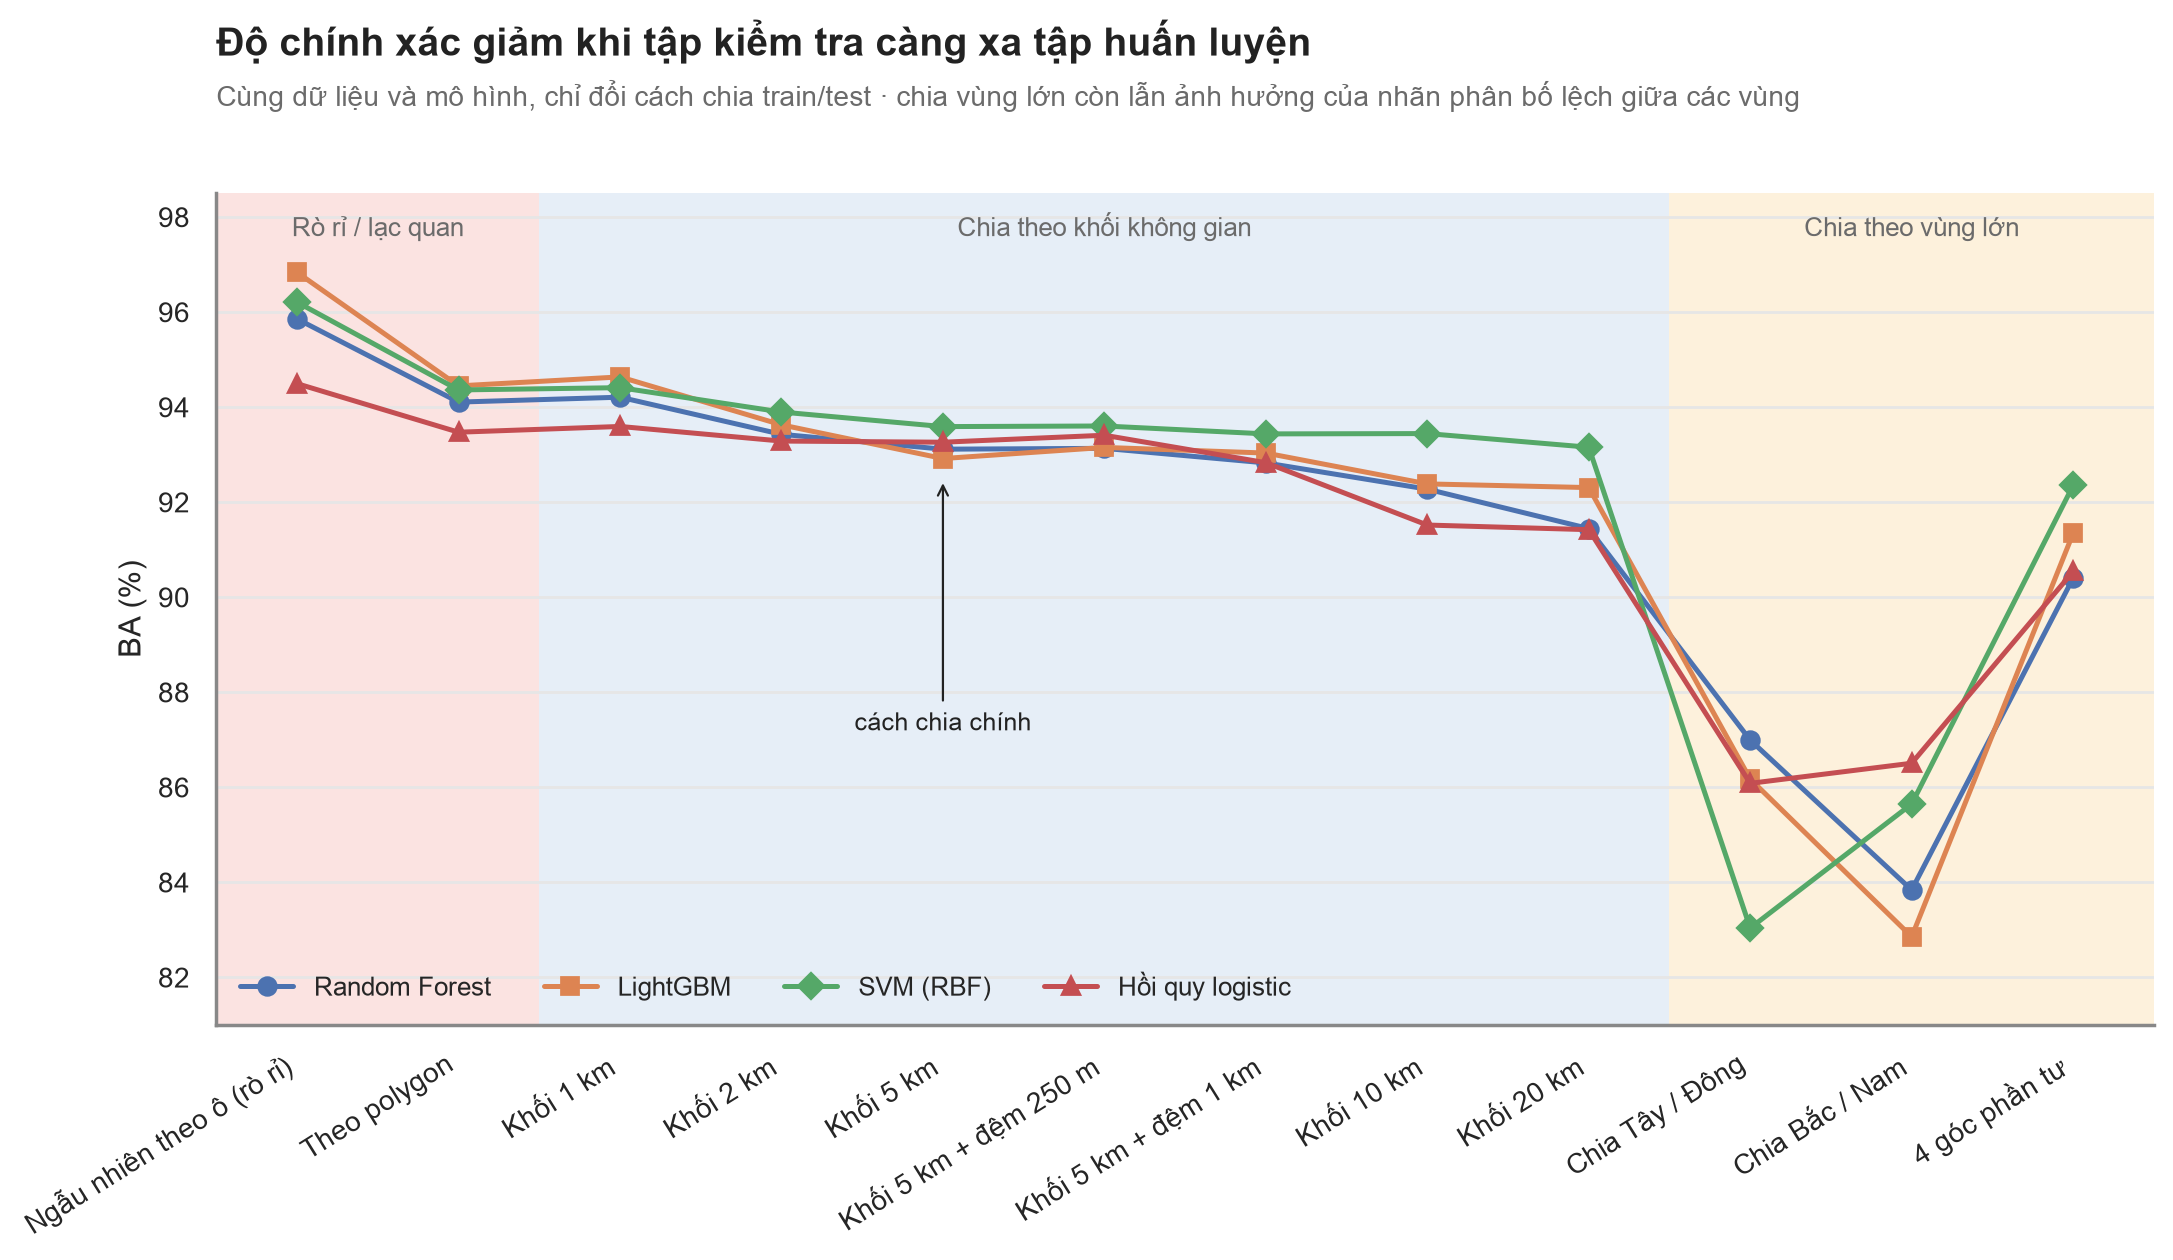 Độ chính xác giảm khi tập kiểm tra càng xa tập huấn luyện
Cùng dữ liệu và mô hình, chỉ đổi cách chia train/test · chia vùng lớn còn lẫn ảnh hưởng của nhãn phân bố lệch giữa các vùng
Rò rỉ / lạc quan
Chia theo khối không gian
Chia theo vùng lớn
BA (%)
98
96
94
92
90
88
86
84
82
cách chia chính
Random Forest
LightGBM
SVM (RBF)
Hồi quy logistic
Ngẫu nhiên theo ô (rò rỉ)
Theo polygon
Khối 1 km
Khối 2 km
Khối 5 km
Khối 5 km + đệm 250 m
Khối 5 km + đệm 1 km
Khối 10 km
Khối 20 km
Chia Tây / Đông
Chia Bắc / Nam
4 góc phần tư